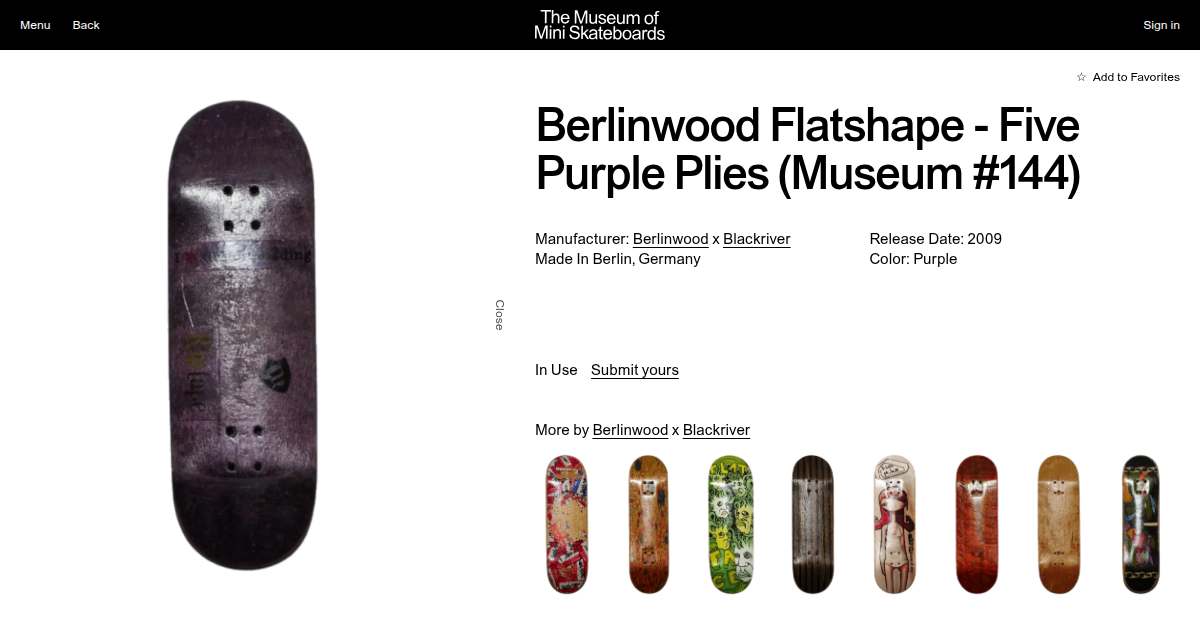 Menu
Back
The Museum of
Mini Skateboards
Sign in
☆ Add to Favorites
Berlinwood Flatshape - Five
Purple Plies (Museum #144)
Manufacturer: Berlinwood x Blackriver
Release Date: 2009
Made In Berlin, Germany
Color: Purple
Close
In Use
Submit yours
More by Berlinwood x Blackriver